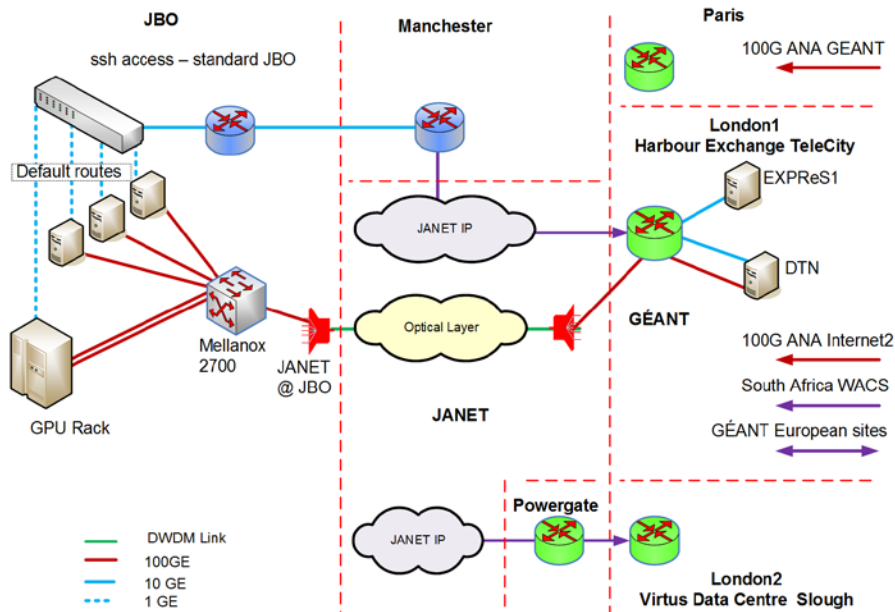 JBO
Manchester
Paris
ssh access – standard JBO
100G ANA GEANT
London1
Harbour Exchange TeleCity
EXPReS1
Default routes
JANET IP
DTN
GÉANT
Optical Layer
Mellanox
2700
JANET
@ JBO
GPU Rack
JANET
100G ANA Internet2
South Africa WACS
GÉANT European sites
Powergate
JANET IP
DWDM Link
100GE
10 GE
1 GE
London2
Virtus Data Centre Slough